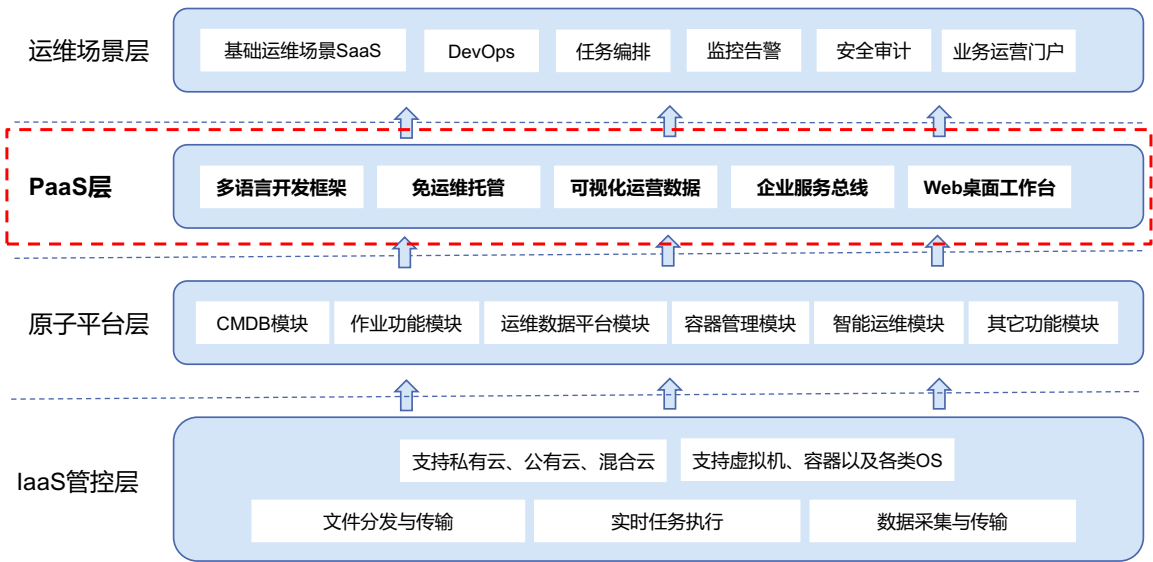 运维场景层
基础运维场景SaaS
DevOps
任务编排
监控告警
安全审计
业务运营门户
PaaS层
多语言开发框架
免运维托管
可视化运营数据
企业服务总线
Web桌面工作台
原子平台层
CMDB模块
作业功能模块
运维数据平台模块
容器管理模块
智能运维模块
其它功能模块
IaaS管控层
支持私有云、公有云、混合云
支持虚拟机、容器以及各类OS
文件分发与传输
实时任务执行
数据采集与传输